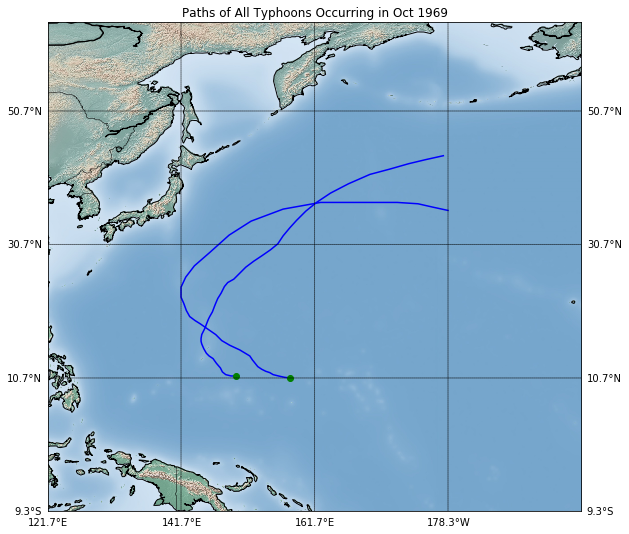 Paths of All Typhoons Occurring in Oct 1969
50.7°N 50.7°N
30.7°N 30.7°N
10.7°N 10.7°N
9.3°S 9.3°S
121.7°E 141.7°E 161.7°E 178.3°W